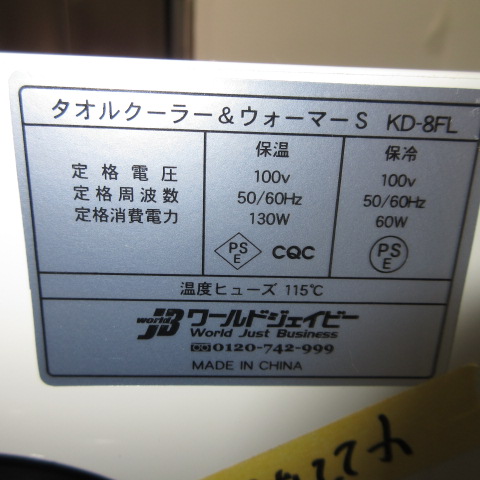 タオルクーラー&ウォーマーS KD-8FL
保温 保冷
定格電圧 100v 100v
定格周波数 50/60Hz 50/60Hz
定格消費電力 130W 60W
PS E CQC PS E
温度ヒューズ 115℃
world JB ワールドジェイビー
World Just Business
0120-742-999
MADE IN CHINA